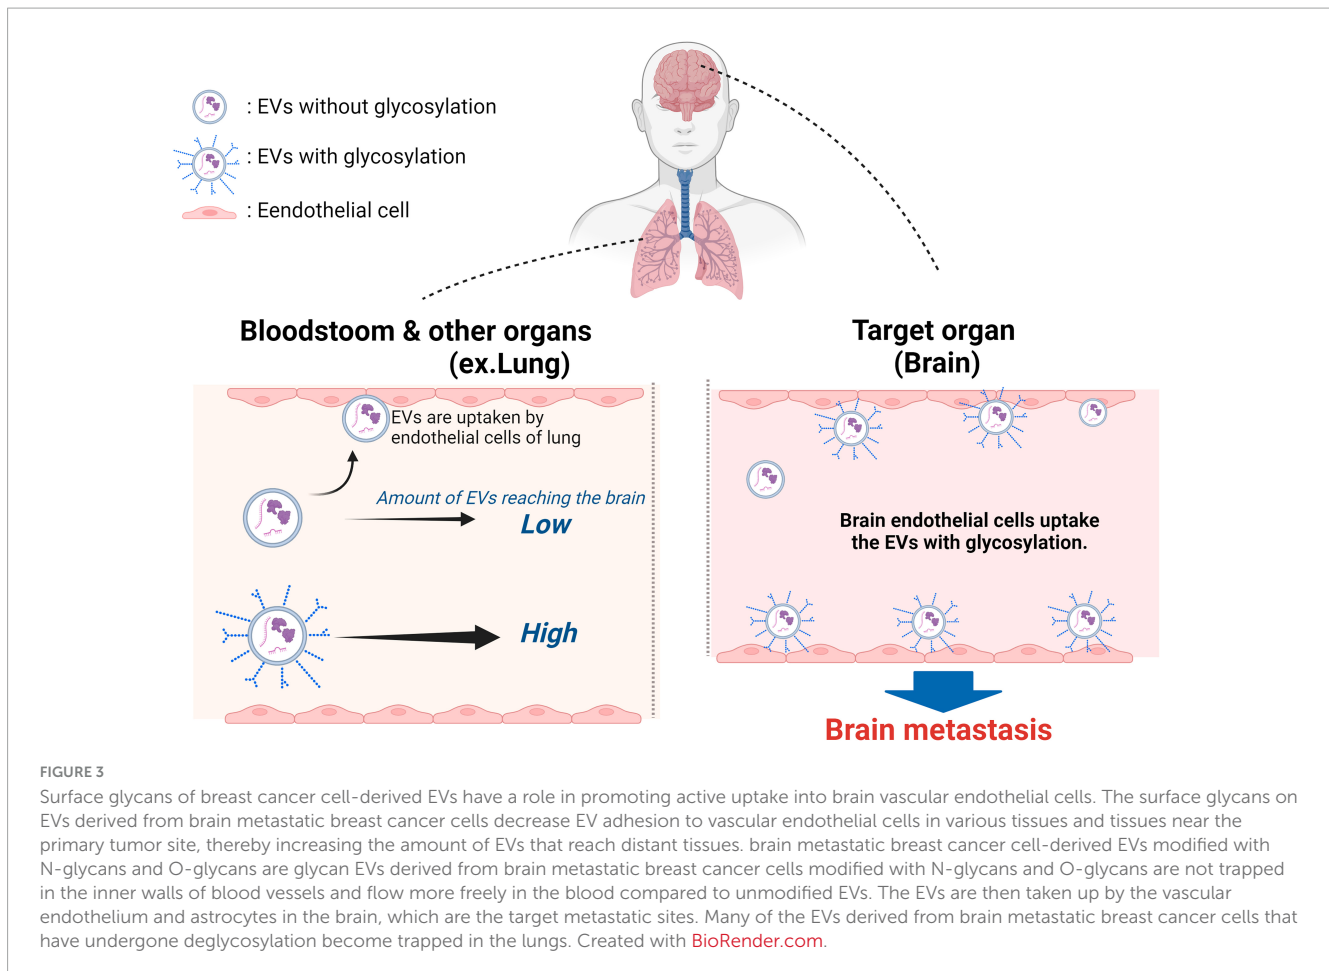 : EVs without glycosylation
: EVs with glycosylation
: Eendothelial cell
Bloodstoom & other organs
(ex.Lung)
EVs are uptaken by
endothelial cells of lung
Amount of EVs reaching the brain
Low
High
Target organ
(Brain)
Brain endothelial cells uptake
the EVs with glycosylation.
Brain metastasis
FIGURE 3
Surface glycans of breast cancer cell-derived EVs have a role in promoting active uptake into brain vascular endothelial cells. The surface glycans on
EVs derived from brain metastatic breast cancer cells decrease EV adhesion to vascular endothelial cells in various tissues and tissues near the
primary tumor site, thereby increasing the amount of EVs that reach distant tissues. brain metastatic breast cancer cell-derived EVs modified with
N-glycans and O-glycans are glycan EVs derived from brain metastatic breast cancer cells modified with N-glycans and O-glycans are not trapped
in the inner walls of blood vessels and flow more freely in the blood compared to unmodified EVs. The EVs are then taken up by the vascular
endothelium and astrocytes in the brain, which are the target metastatic sites. Many of the EVs derived from brain metastatic breast cancer cells that
have undergone deglycosylation become trapped in the lungs. Created with BioRender.com.